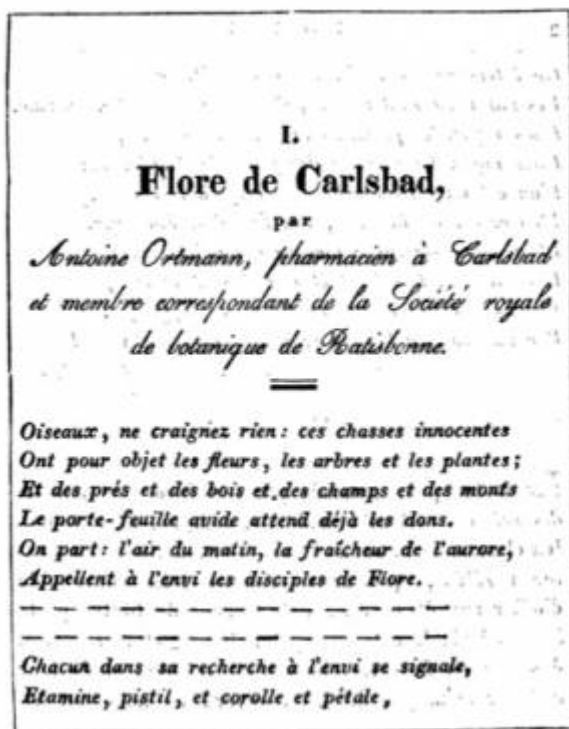 I.
Flore de Carlsbad,
par
Antoine Ortmann, pharmacien à Carlsbad
et membre correspondant de la Société royale
de botanique de Ratisbonne.
Oiseaux, ne craignez rien: ces chasses innocentes
Ont pour objet les fleurs, les arbres et les plantes;
Et des prés et des bois et des champs et des monts
Le porte-feuille avide attend déjà les dons.
On part: l'air du matin, la fraîcheur de l'aurore,
Appellent à l'envi les disciples de Flore.
— — — — — — — — — — — — —
— — — — — — — — — — — — —
Chacun dans sa recherche à l'envi se signale,
Etamine, pistil, et corolle et pétale,